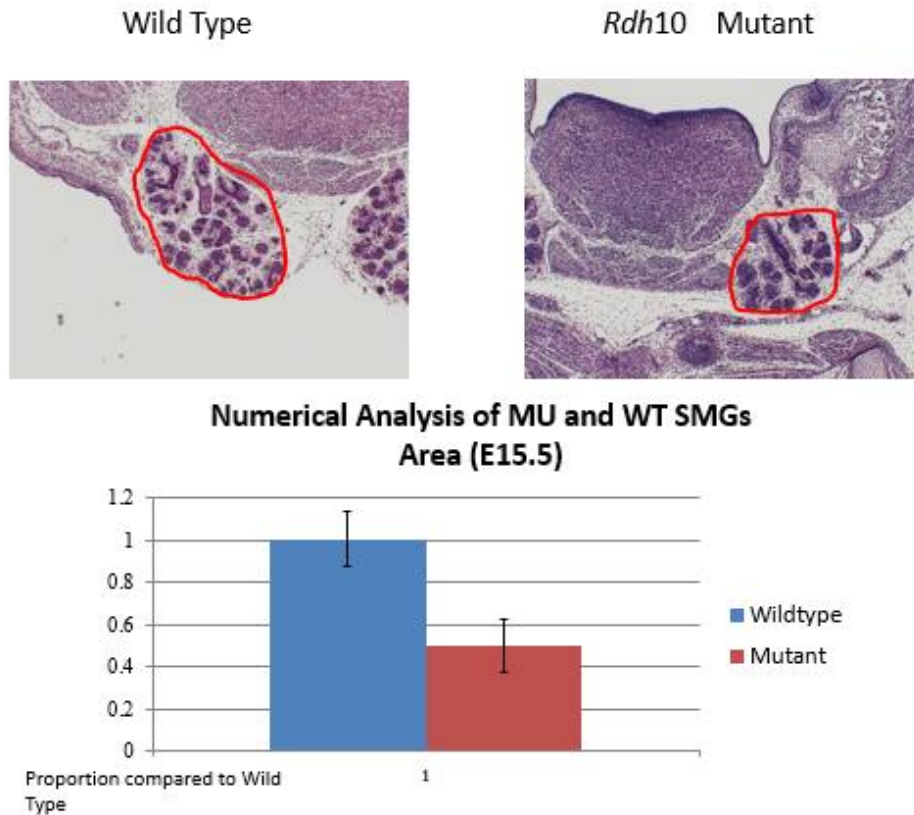 Wild Type
Rdh10 Mutant
Numerical Analysis of MU and WT SMGs
Area (E15.5)
1.2
1
0.8
0.6
0.4
0.2
0
Wildtype
Mutant
Proportion compared to Wild
Type
1